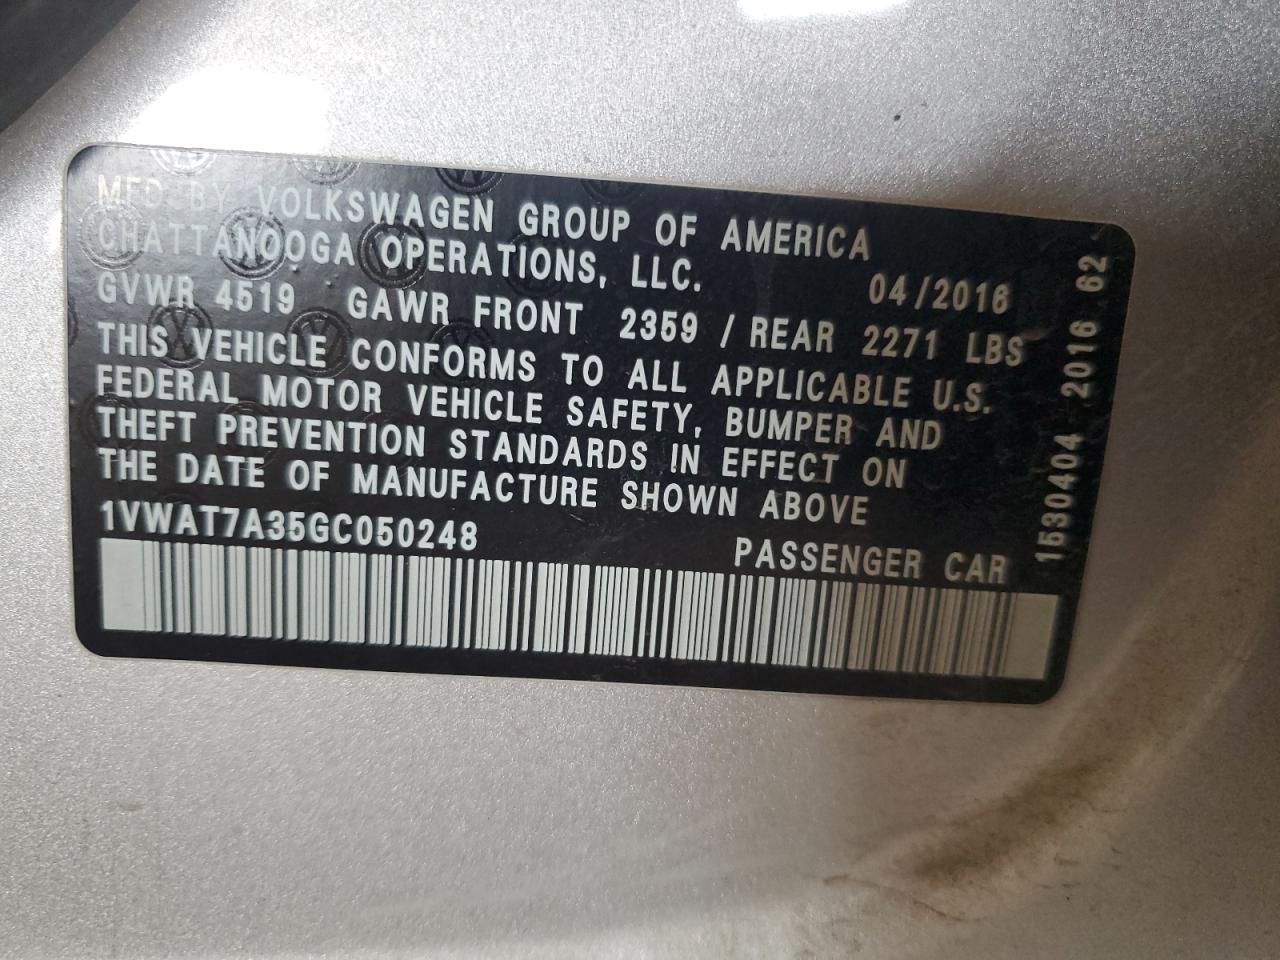 MFD BY VOLKSWAGEN GROUP OF AMERICA
CHATTANOOGA OPERATIONS, LLC.
04/2016
GVWR 4519 GAWR FRONT 2359 / REAR 2271 LBS
THIS VEHICLE CONFORMS TO ALL APPLICABLE U.S.
FEDERAL MOTOR VEHICLE SAFETY, BUMPER AND
THEFT PREVENTION STANDARDS IN EFFECT ON
THE DATE OF MANUFACTURE SHOWN ABOVE
1VWAT7A35GC050248
PASSENGER CAR
1530404 2016 62